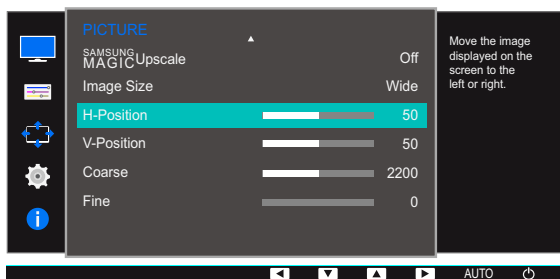 PICTURE
SAMSUNG
MAGIC Upscale Off
Image Size Wide
H-Position 50
V-Position 50
Coarse 2200
Fine 0
Move the image
displayed on the
screen to the
left or right.
AUTO